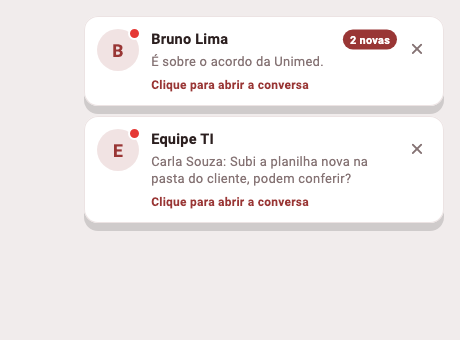 B
Bruno Lima
2 novas
É sobre o acordo da Unimed.
Clique para abrir a conversa
E
Equipe TI
Carla Souza: Subi a planilha nova na
pasta do cliente, podem conferir?
Clique para abrir a conversa